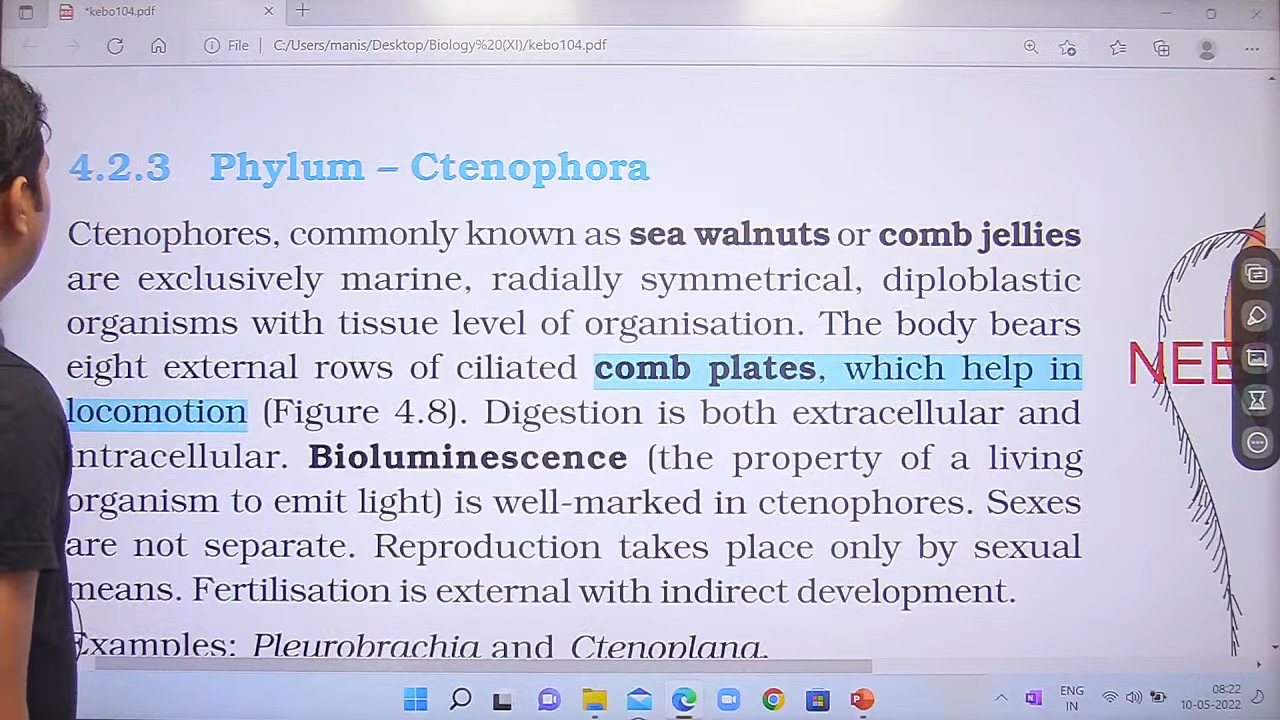 *kebo104.pdf
File | C:/Users/manis/Desktop/Biology%20(XI)/kebo104.pdf
4.2.3 Phylum – Ctenophora
Ctenophores, commonly known as sea walnuts or comb jellies
are exclusively marine, radially symmetrical, diploblastic
organisms with tissue level of organisation. The body bears
eight external rows of ciliated comb plates, which help in
locomotion (Figure 4.8). Digestion is both extracellular and
intracellular. Bioluminescence (the property of a living
organism to emit light) is well-marked in ctenophores. Sexes
are not separate. Reproduction takes place only by sexual
means. Fertilisation is external with indirect development.
Examples: Pleurobrachia and Ctenoplana.
NEE
ENG
IN
08:22
10-05-2022